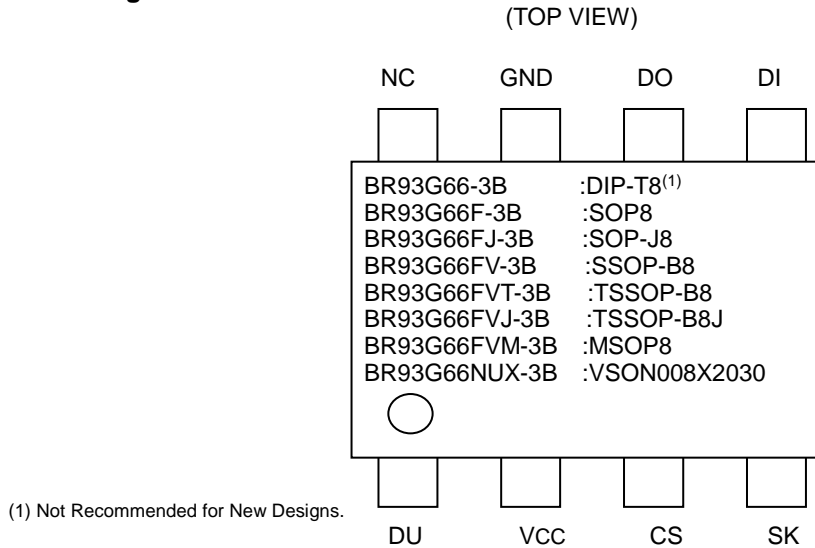 (TOP VIEW)
NC GND DO DI
BR93G66-3B :DIP-T8(1)
BR93G66F-3B :SOP8
BR93G66FJ-3B :SOP-J8
BR93G66FV-3B :SSOP-B8
BR93G66FVT-3B :TSSOP-B8
BR93G66FVJ-3B :TSSOP-B8J
BR93G66FVM-3B :MSOP8
BR93G66NUX-3B :VSON008X2030
(1) Not Recommended for New Designs.
DU VCC CS SK